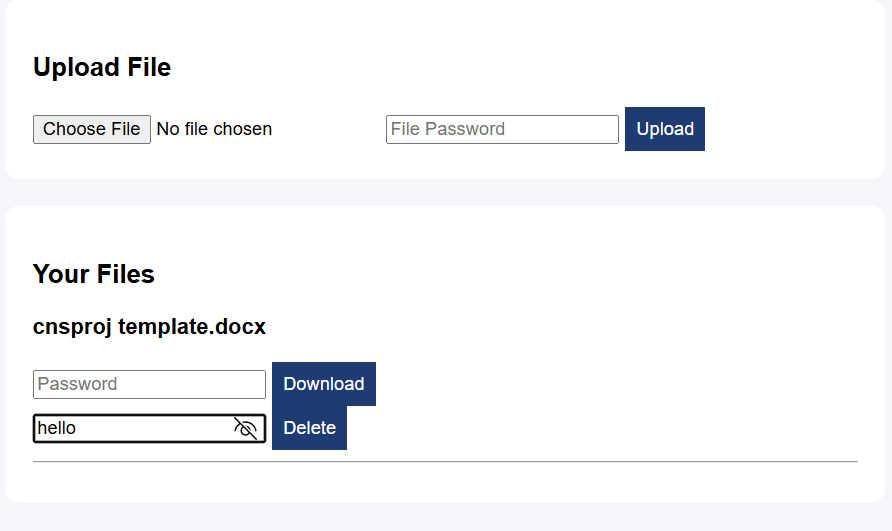 Upload File
Choose File No file chosen File Password Upload
Your Files
cnsproj template.docx
Password Download
hello Delete